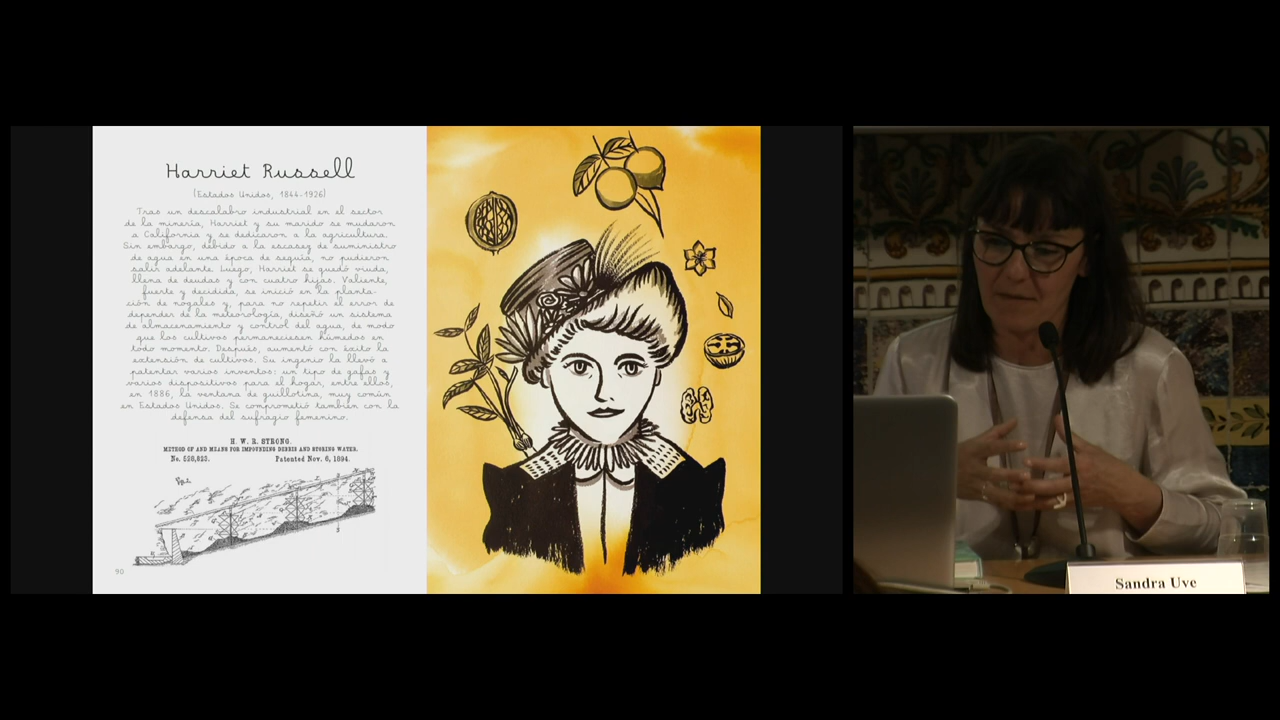 Harriet Russell
(Estados Unidos, 1844-1926)
Tras un descalabro industrial en el sector
de la minería, Harriet y su marido se mudaron
a California y se dedicaron a la agricultura.
Sin embargo, debido a la escasez de suministro
de agua en una época de sequía, no pudieron
salir adelante. Luego, Harriet se quedó viuda,
llena de deudas y con cuatro hijas. Valiente,
fuerte y decidida, se inició en la planta-
ción de nogales y, para no repetir el error de
depender de la meteorología, diseñó un sistema
de almacenamiento y control del agua, de modo
que los cultivos permaneciesen húmedos en
todo momento. Después, aumentó con éxito la
extensión de cultivos. Su ingenio la llevó a
patentar varios inventos: un tipo de gafas y
varios dispositivos para el hogar, entre ellos,
en 1886, la ventana de guillotina, muy común
en Estados Unidos. Se comprometió también con la
defensa del sufragio femenino.
H. W. R. STRONG.
METHOD OF AND MEANS FOR IMPOUNDING DEBRIS AND STORING WATER.
No. 528,823. Patented Nov. 6, 1894.
90
Sandra Uve